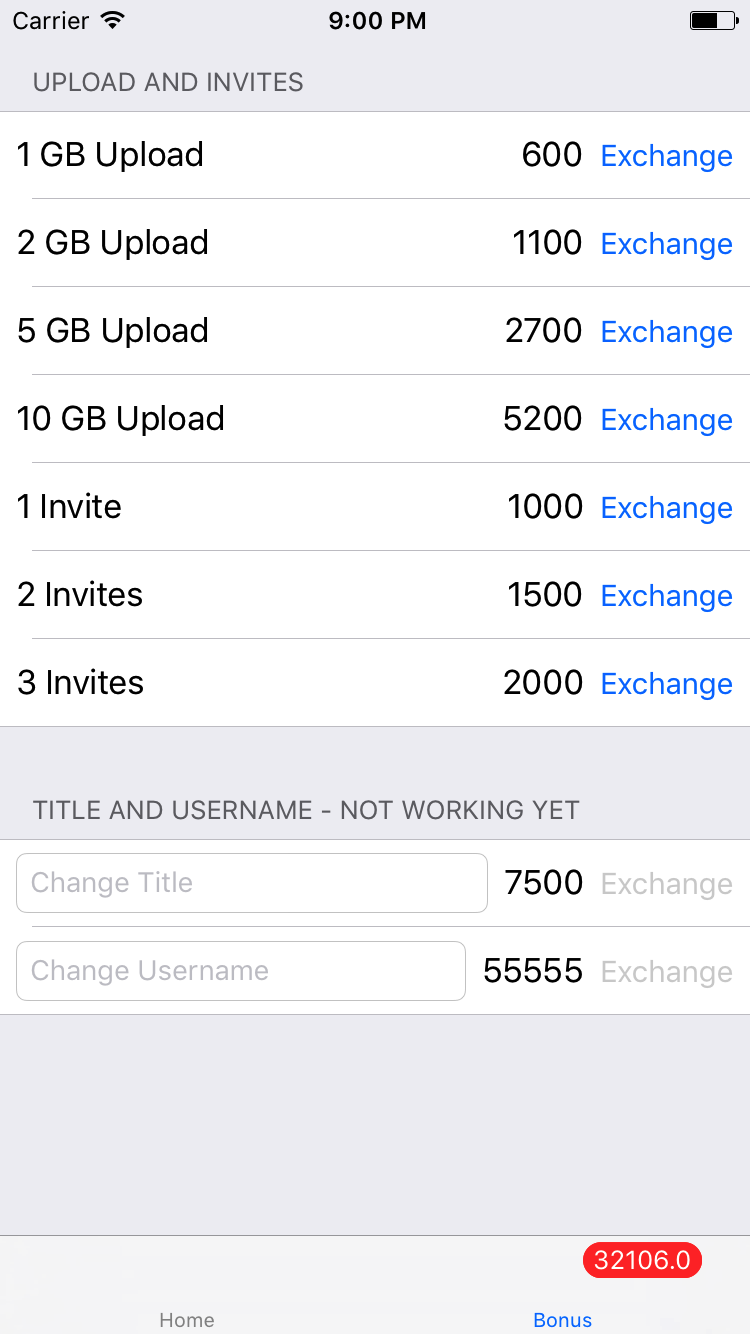 Carrier 9:00 PM
UPLOAD AND INVITES
1 GB Upload 600 Exchange
2 GB Upload 1100 Exchange
5 GB Upload 2700 Exchange
10 GB Upload 5200 Exchange
1 Invite 1000 Exchange
2 Invites 1500 Exchange
3 Invites 2000 Exchange
TITLE AND USERNAME - NOT WORKING YET
Change Title 7500 Exchange
Change Username 55555 Exchange
32106.0
Home Bonus